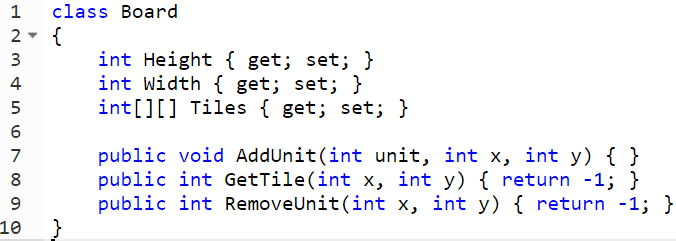 1 class Board
2 {
3     int Height { get; set; }
4     int Width { get; set; }
5     int[][] Tiles { get; set; }
6
7     public void AddUnit(int unit, int x, int y) { }
8     public int GetTile(int x, int y) { return -1; }
9     public int RemoveUnit(int x, int y) { return -1; }
10 }